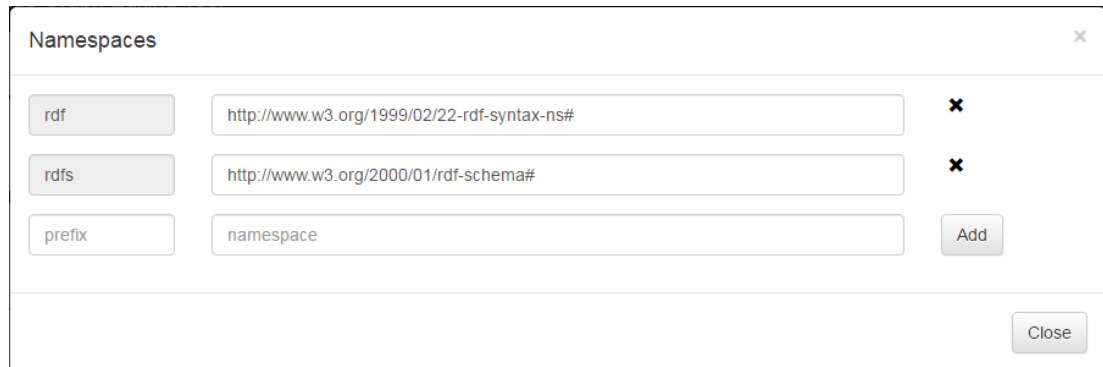 Namespaces ×
rdf http://www.w3.org/1999/02/22-rdf-syntax-ns# ✖
rdfs http://www.w3.org/2000/01/rdf-schema# ✖
prefix namespace Add
Close